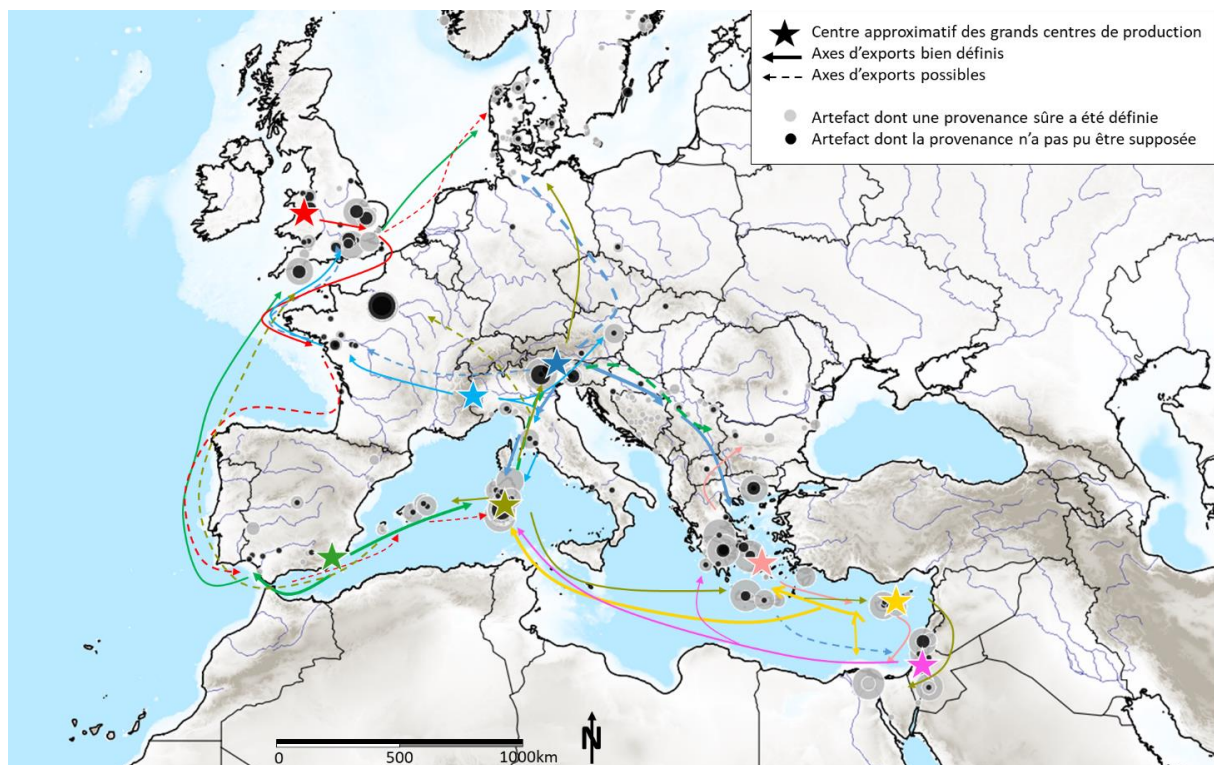 Centre approximatif des grands centres de production
Axes d'exports bien définis
Axes d'exports possibles
Artefact dont une provenance sûre a été définie
Artefact dont la provenance n'a pas pu être supposée
N
0 500 1000km